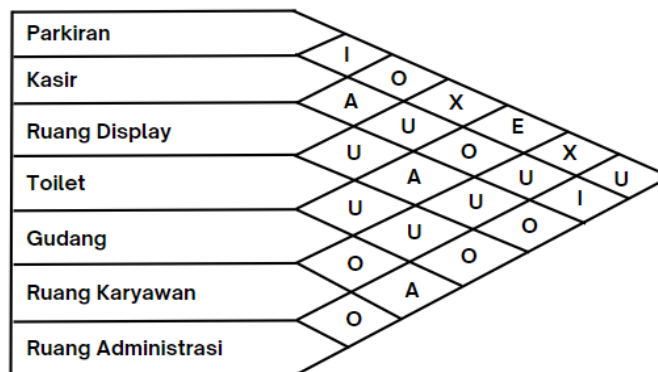 Parkiran
I
Kasir O
A X
Ruang Display U E
U O X
Toilet A U U
U U I
Gudang U O
O O
Ruang Karyawan A
O
Ruang Administrasi